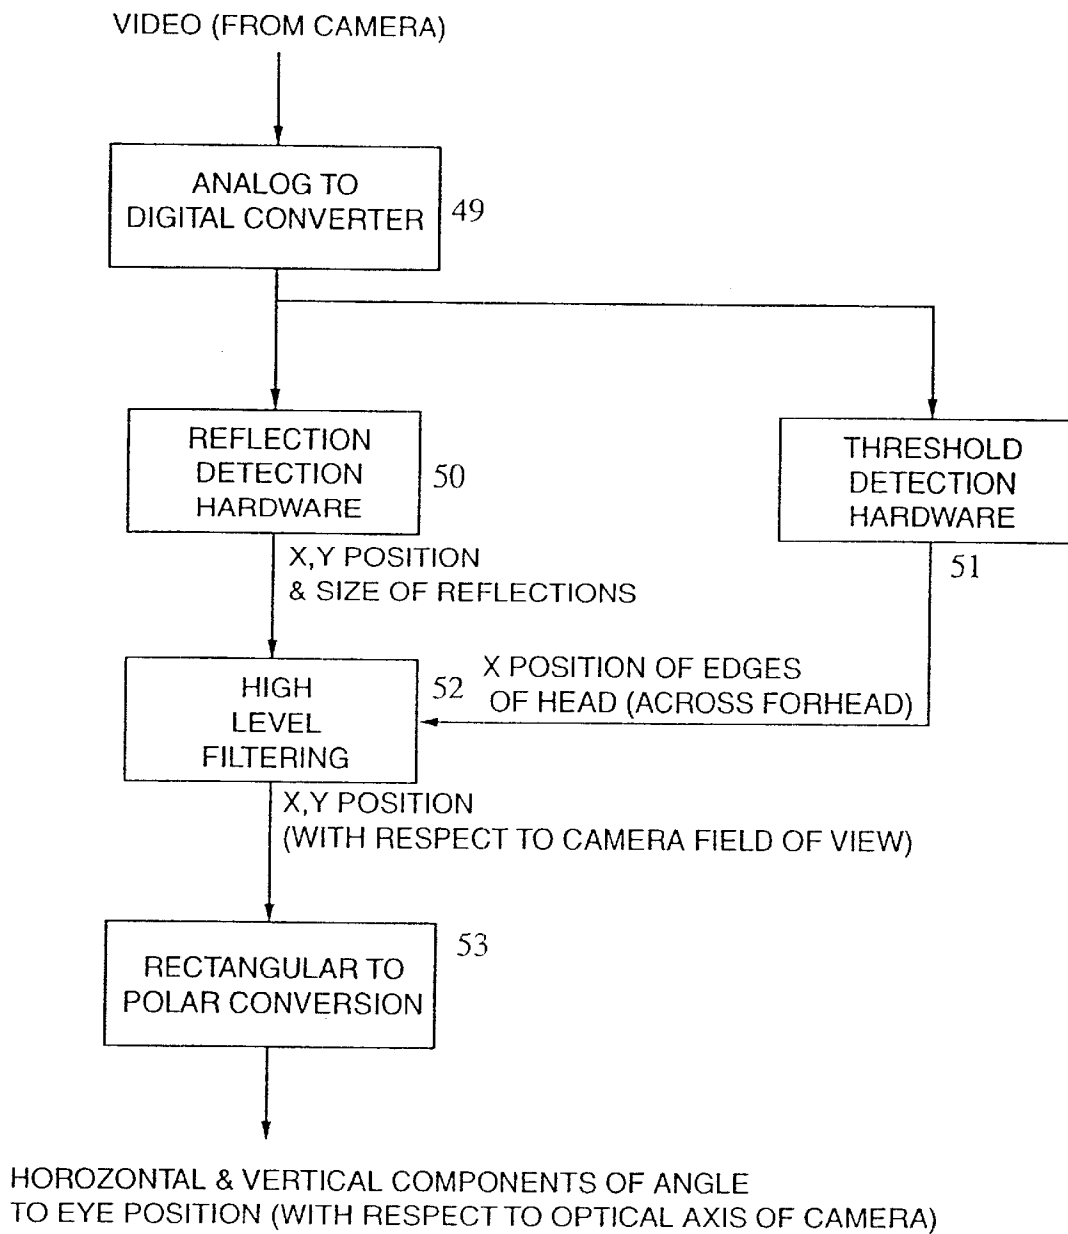 VIDEO (FROM CAMERA)
ANALOG TO
DIGITAL CONVERTER
49
REFLECTION
DETECTION
HARDWARE
50
THRESHOLD
DETECTION
HARDWARE
51
X,Y POSITION
& SIZE OF REFLECTIONS
X POSITION OF EDGES
OF HEAD (ACROSS FORHEAD)
HIGH
LEVEL
FILTERING
52
X,Y POSITION
(WITH RESPECT TO CAMERA FIELD OF VIEW)
RECTANGULAR TO
POLAR CONVERSION
53
HOROZONTAL & VERTICAL COMPONENTS OF ANGLE
TO EYE POSITION (WITH RESPECT TO OPTICAL AXIS OF CAMERA)